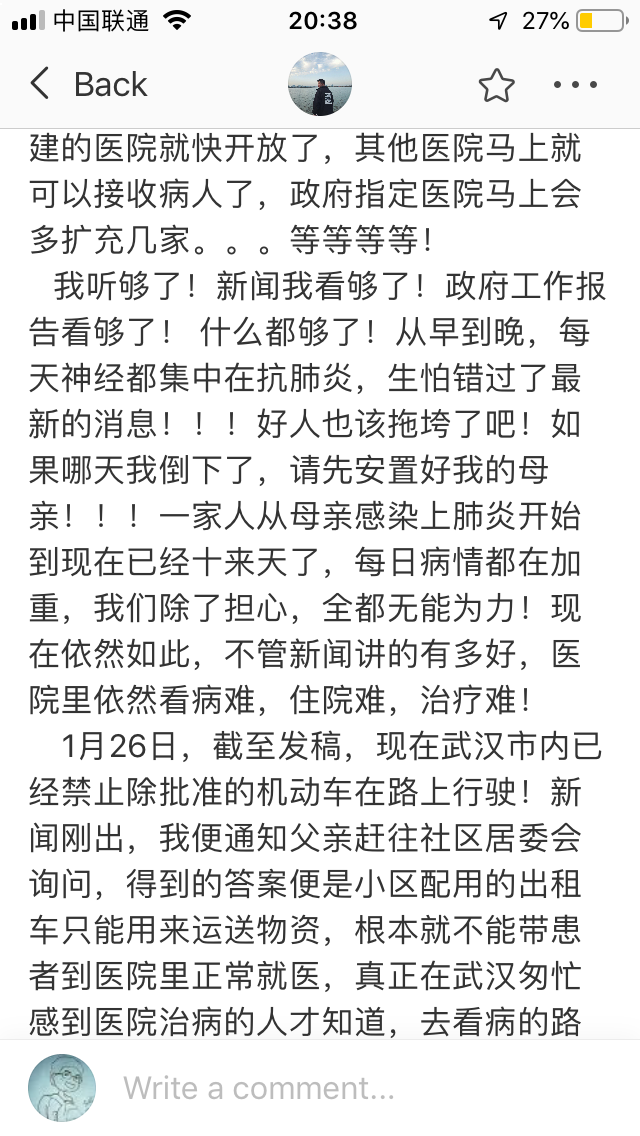 中国联通 20:38 27%
Back
建的医院就快开放了，其他医院马上就
可以接收病人了，政府指定医院马上会
多扩充几家。。。等等等等！
我听够了！新闻我看够了！政府工作报
告看够了！ 什么都够了！从早到晚，每
天神经都集中在抗肺炎，生怕错过了最
新的消息！！！好人也该拖垮了吧！如
果哪天我倒下了，请先安置好我的母
亲！！！一家人从母亲感染上肺炎开始
到现在已经十来天了，每日病情都在加
重，我们除了担心，全都无能为力！现
在依然如此，不管新闻讲的有多好，医
院里依然看病难，住院难，治疗难！
1月26日，截至发稿，现在武汉市内已
经禁止除批准的机动车在路上行驶！新
闻刚出，我便通知父亲赶往社区居委会
询问，得到的答案便是小区配用的出租
车只能用来运送物资，根本就不能带患
者到医院里正常就医，真正在武汉匆忙
感到医院治病的人才知道，去看病的路
Write a comment...